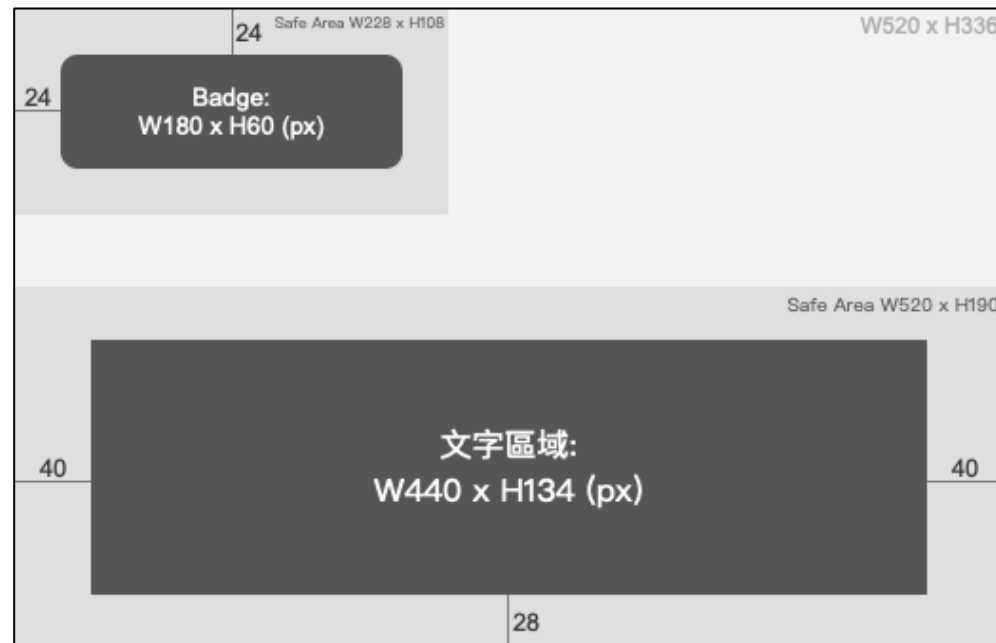 24
Safe Area W228 x H108
W520 x H336
24
Badge:
W180 x H60 (px)
Safe Area W520 x H190
文字區域:
W440 x H134 (px)
40
40
28